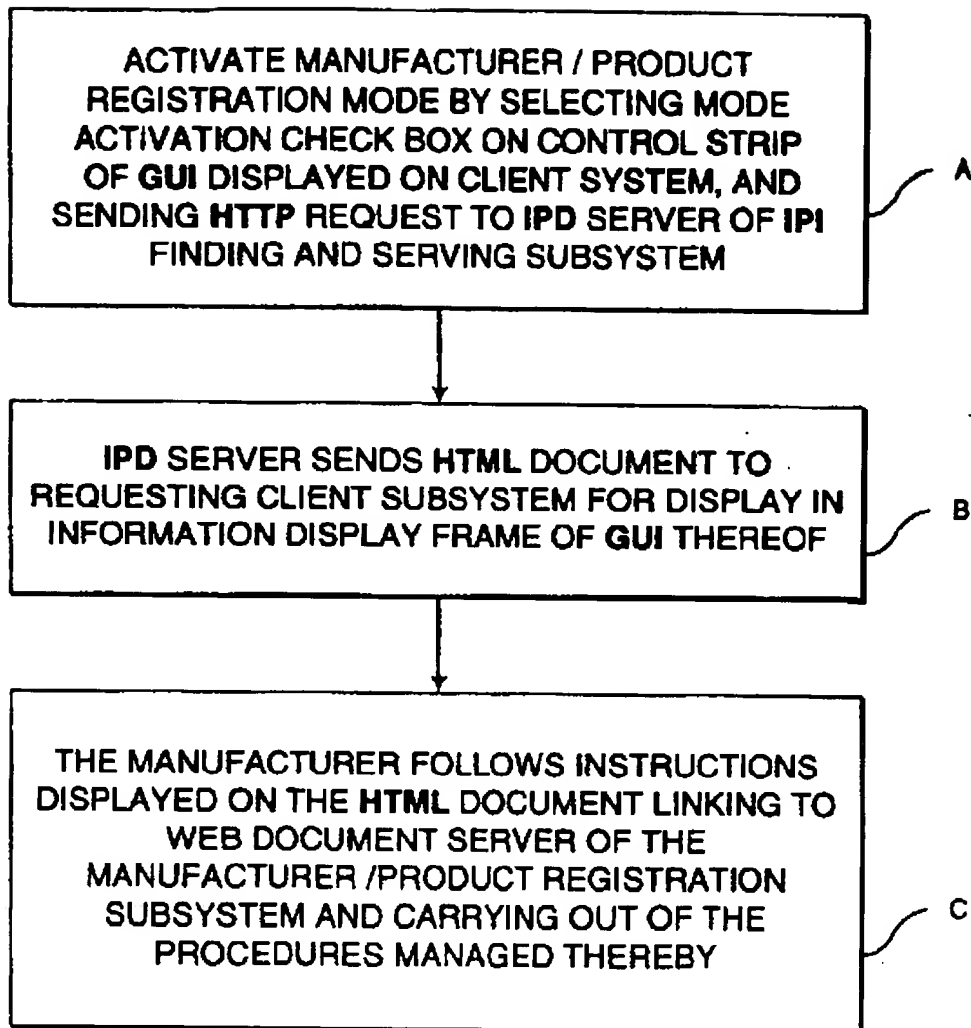 ACTIVATE MANUFACTURER / PRODUCT
REGISTRATION MODE BY SELECTING MODE
ACTIVATION CHECK BOX ON CONTROL STRIP
OF GUI DISPLAYED ON CLIENT SYSTEM, AND
SENDING HTTP REQUEST TO IPD SERVER OF IPI
FINDING AND SERVING SUBSYSTEM
A
IPD SERVER SENDS HTML DOCUMENT TO
REQUESTING CLIENT SUBSYSTEM FOR DISPLAY IN
INFORMATION DISPLAY FRAME OF GUI THEREOF
B
THE MANUFACTURER FOLLOWS INSTRUCTIONS
DISPLAYED ON THE HTML DOCUMENT LINKING TO
WEB DOCUMENT SERVER OF THE
MANUFACTURER /PRODUCT REGISTRATION
SUBSYSTEM AND CARRYING OUT OF THE
PROCEDURES MANAGED THEREBY
C